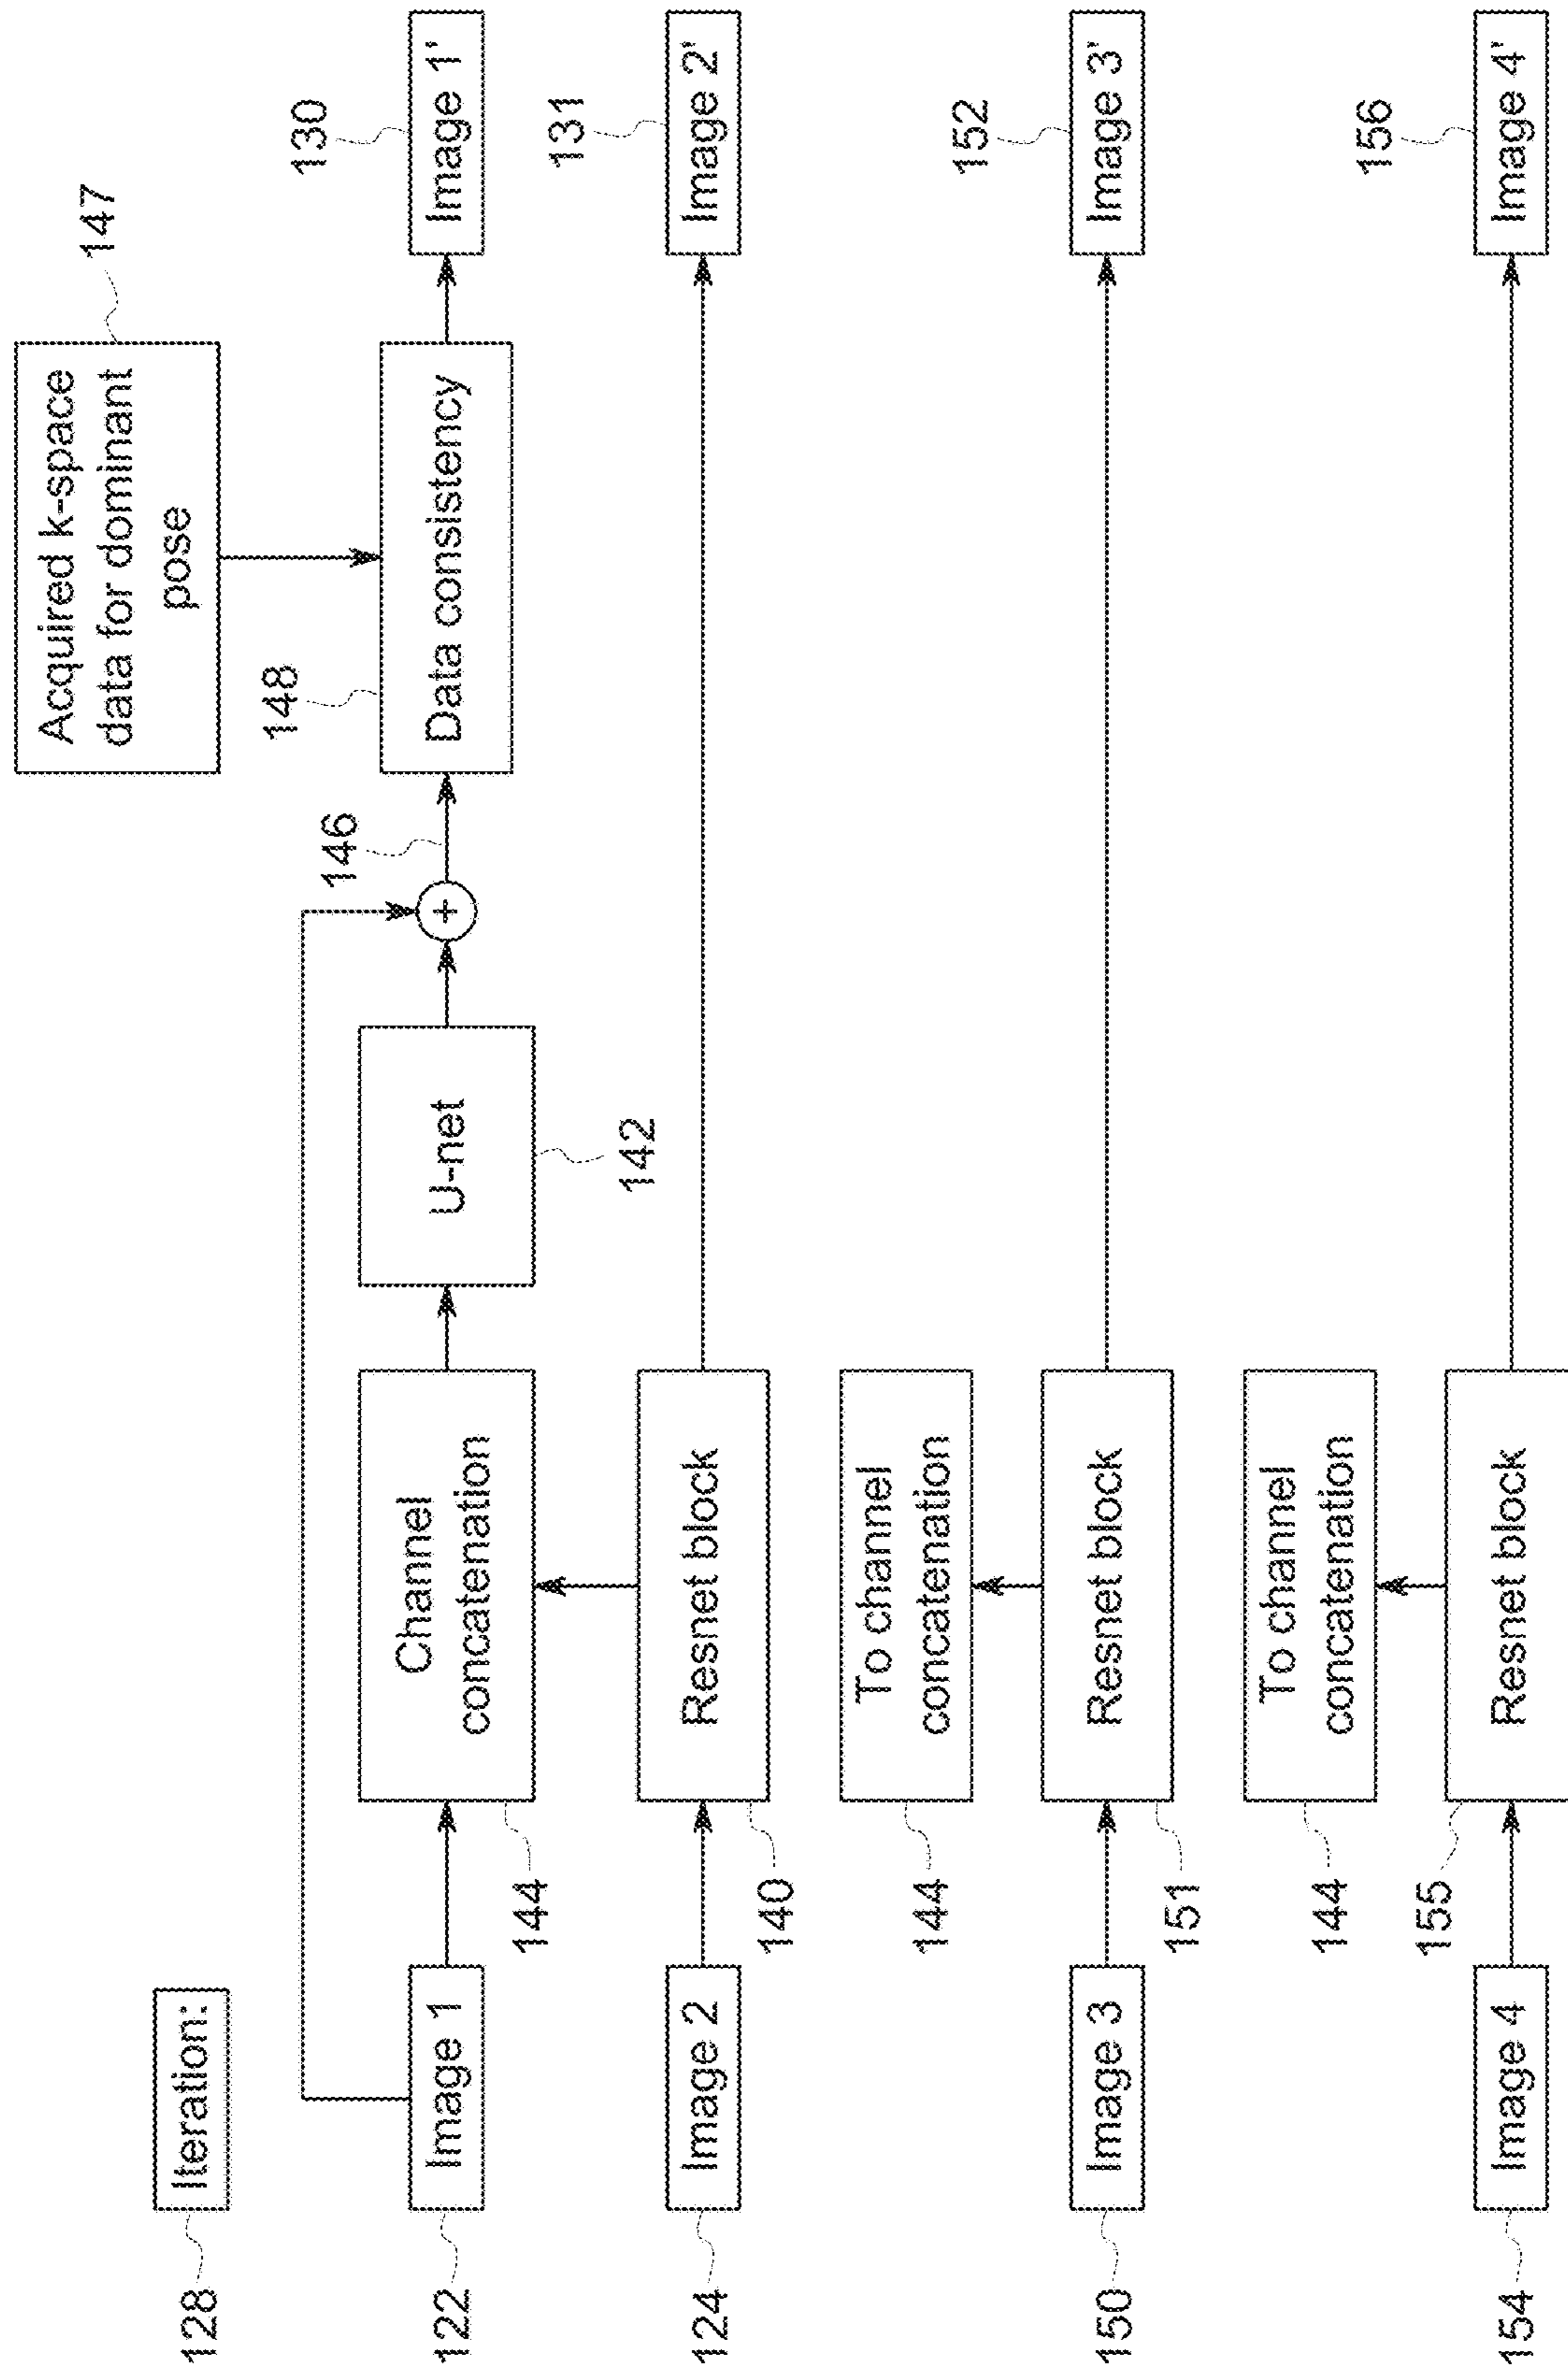 128
Iteration:
147
Acquired k-space
data for dominant
pose
122
Image 1
144
Channel
concatenation
U-net
142
+
146
148
Data consistency
130
Image 1'
124
Image 2
140
Resnet block
131
Image 2'
144
To channel
concatenation
150
Image 3
151
Resnet block
152
Image 3'
144
To channel
concatenation
154
Image 4
155
Resnet block
156
Image 4'